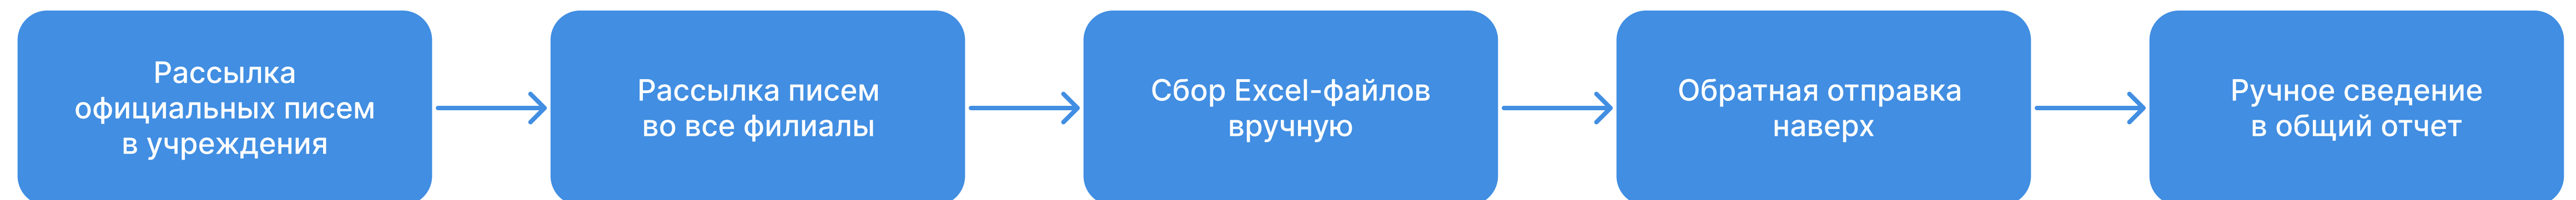 Рассылка
официальных писем
в учреждения
Рассылка писем
во все филиалы
Сбор Excel-файлов
вручную
Обратная отправка
наверх
Ручное сведение
в общий отчет